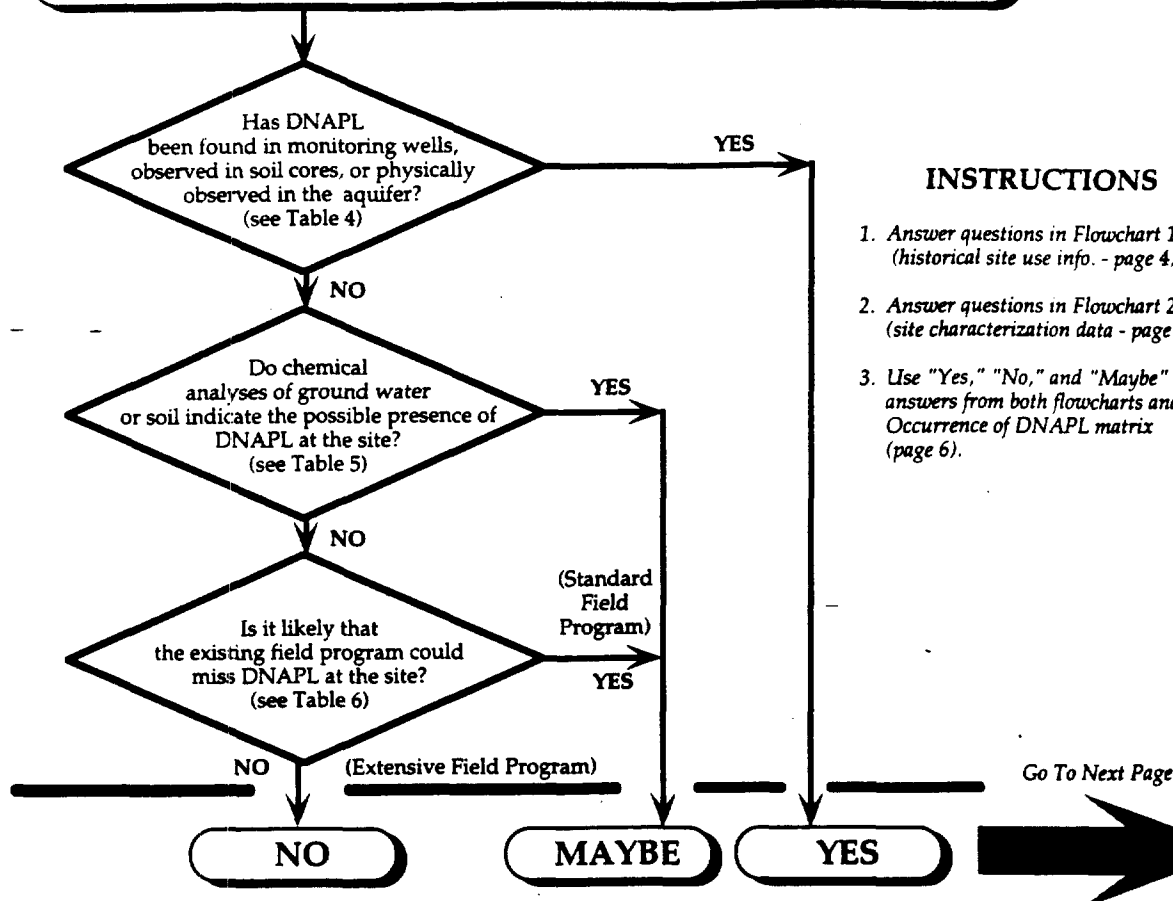 Has DNAPL
been found in monitoring wells,
observed in soil cores, or physically
observed in the aquifer?
(see Table 4)
YES
NO
Do chemical
analyses of ground water
or soil indicate the possible presence of
DNAPL at the site?
(see Table 5)
YES
NO
Is it likely that
the existing field program could
miss DNAPL at the site?
(see Table 6)
(Standard
Field
Program)
YES
NO
(Extensive Field Program)
NO
MAYBE
YES
INSTRUCTIONS
1. Answer questions in Flowchart 1
(historical site use info. - page 4
2. Answer questions in Flowchart 2
(site characterization data - page
3. Use "Yes," "No," and "Maybe"
answers from both flowcharts and
Occurrence of DNAPL matrix
(page 6).
Go To Next Page